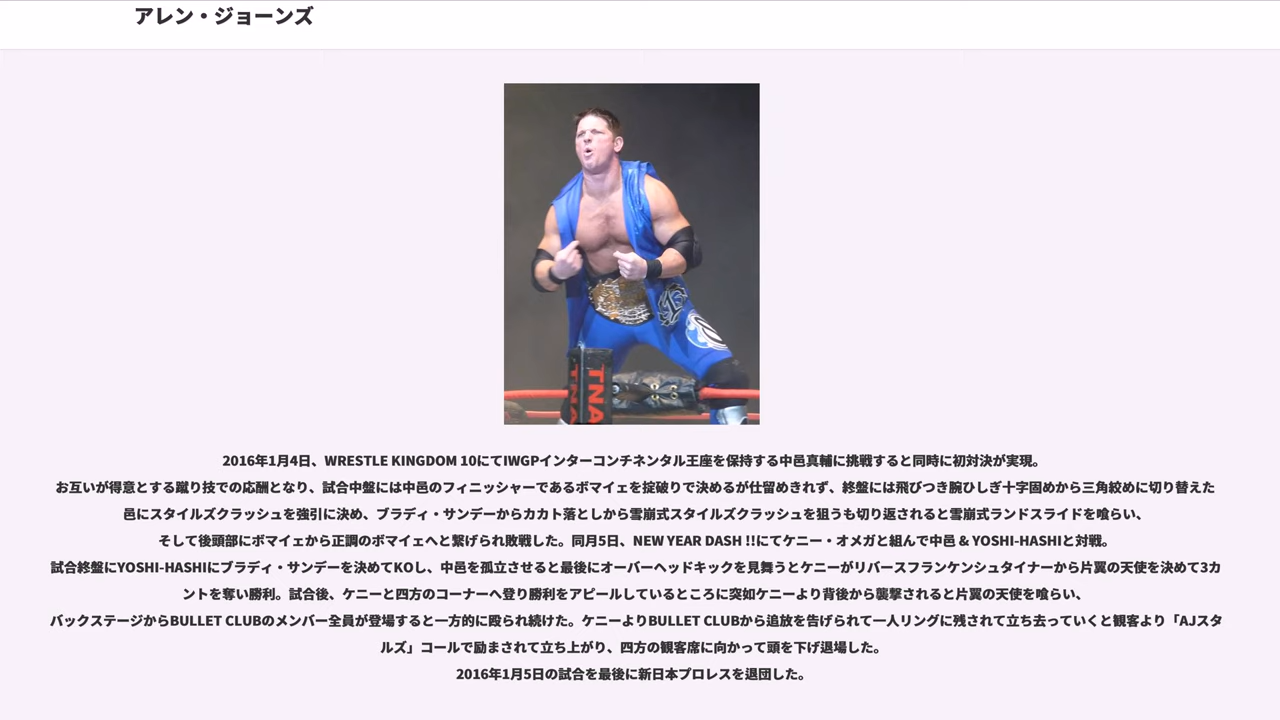 アレン・ジョーンズ
TNA
TNA
2016年1月4日、WRESTLE KINGDOM 10にてIWGPインターコンチネンタル王座を保持する中邑真輔に挑戦すると同時に初対決が実現。
お互いが得意とする蹴り技での応酬となり、試合中盤には中邑のフィニッシャーであるボマイェを掟破りで決めるが仕留めきれず、終盤には飛びつき腕ひしぎ十字固めから三角絞めに切り替えた
邑にスタイルズクラッシュを強引に決め、ブラディ・サンデーからカカト落としから雪崩式スタイルズクラッシュを狙うも切り返されると雪崩式ランドスライドを喰らい、
そして後頭部にボマイェから正調のボマイェへと繋げられ敗戦した。同月5日、NEW YEAR DASH !!にてケニー・オメガと組んで中邑 & YOSHI-HASHIと対戦。
試合終盤にYOSHI-HASHIにブラディ・サンデーを決めてKOし、中邑を孤立させると最後にオーバーヘッドキックを見舞うとケニーがリバースフランケンシュタイナーから片翼の天使を決めて3カ
ントを奪い勝利。試合後、ケニーと四方のコーナーへ登り勝利をアピールしているところに突如ケニーより背後から襲撃されると片翼の天使を喰らい、
バックステージからBULLET CLUBのメンバー全員が登場すると一方的に殴られ続けた。ケニーよりBULLET CLUBから追放を告げられて一人リングに残されて立ち去っていくと観客より「AJスタ
ルズ」コールで励まされて立ち上がり、四方の観客席に向かって頭を下げ退場した。
2016年1月5日の試合を最後に新日本プロレスを退団した。